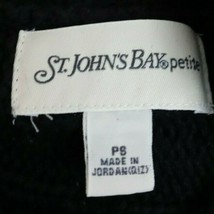 ST. JOHN'S BAY® petite
PS
MADE IN
JORDAN(QIZ)